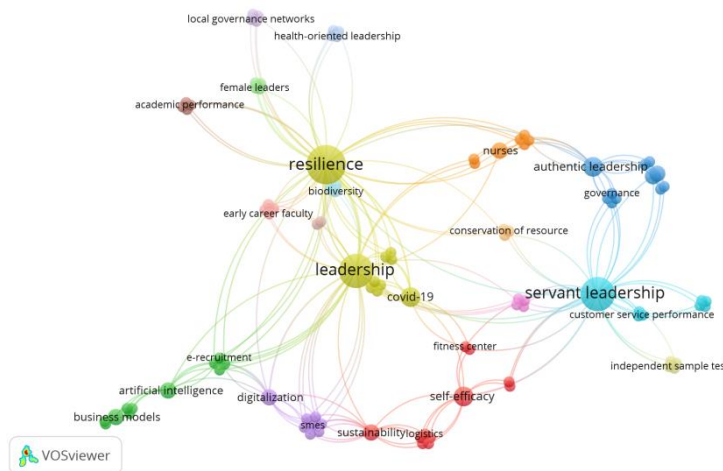 local governance networks
health-oriented leadership
female leaders
academic performance
resilience
nurses
authentic leadership
biodiversity
governance
early career faculty
conservation of resource
leadership
servant leadership
covid-19
customer service performance
fitness center
e-recruitment
independent sample tes
artificial intelligence
digitalization
self-efficacy
business models
smes
sustainability
logistics
VOSviewer